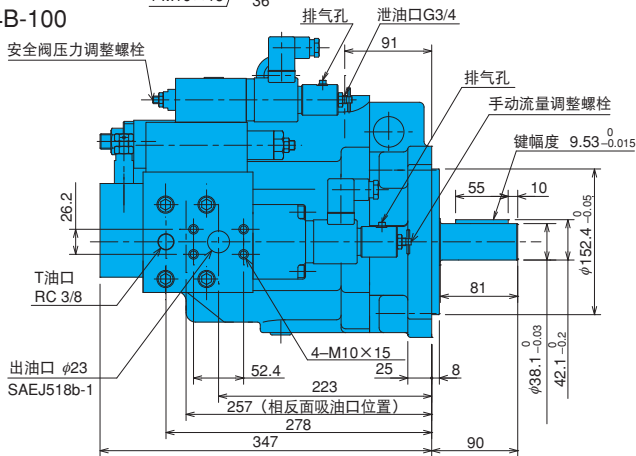 36
B-100
排气孔
泄油口G3/4
91
安全阀压力调整螺栓
排气孔
手动流量调整螺栓
键幅度 9.53 0 -0.015
55
10
26.2
φ152.4 0 -0.05
T油口
RC 3/8
81
出油口 φ23
SAEJ518b-1
4-M10×15
52.4
25
8
φ38.1 0 -0.03
42.1 0 -0.2
223
257（相反面吸油口位置）
278
347
90